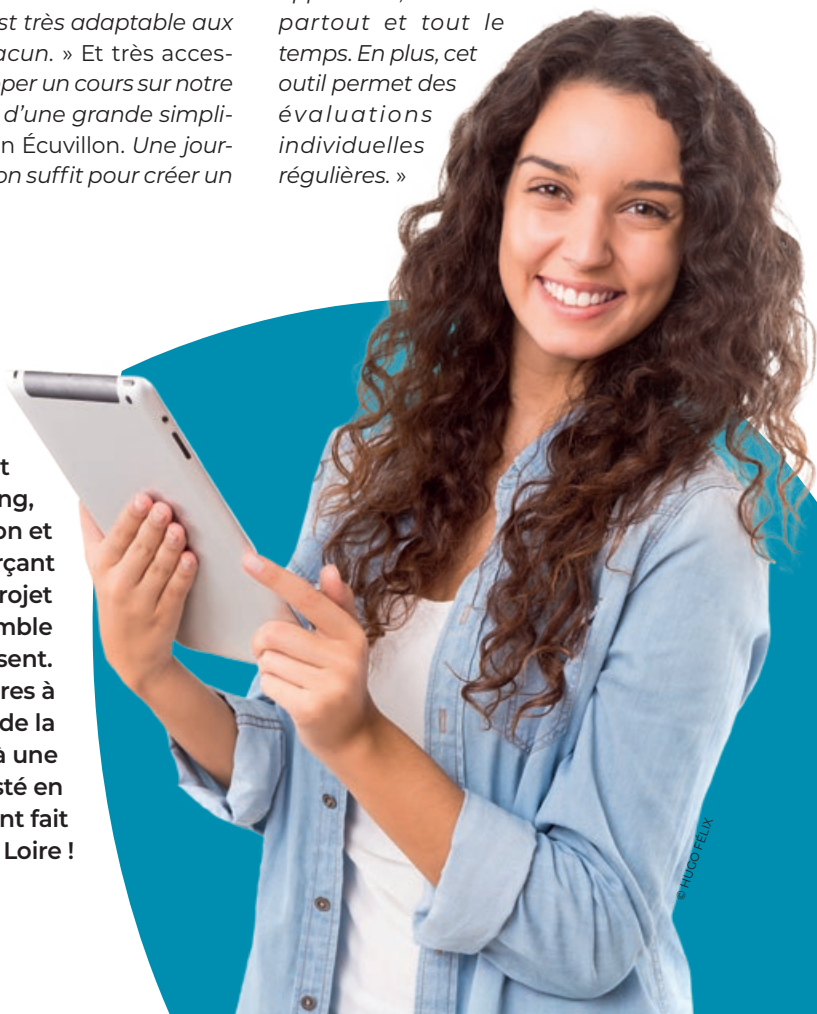 est très adaptable aux
acun. » Et très acces-
per un cours sur notre
d'une grande simpli-
n Écuvillon. Une jour-
on suffit pour créer un
partout et tout le
temps. En plus, cet
outil permet des
évaluations
individuelles
régulières. »
t
ng,
on et
rçant
rojet
mble
sent.
res à
de la
à une
sté en
nt fait
Loire !
© HUGO FÉLIX